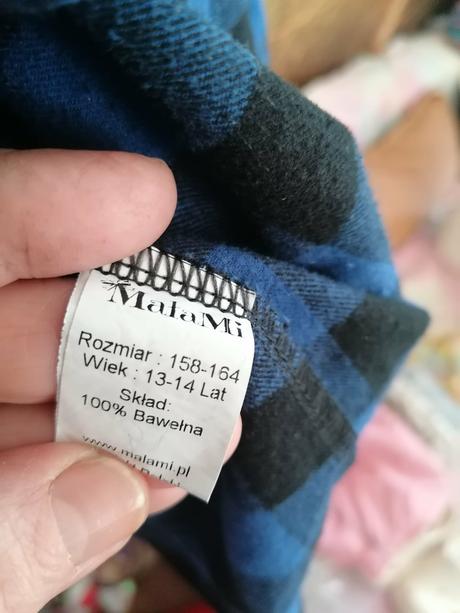 MalaMi
Rozmiar : 158-164
Wiek : 13-14 Lat
Skład:
100% Bawełna
www.malami.pl